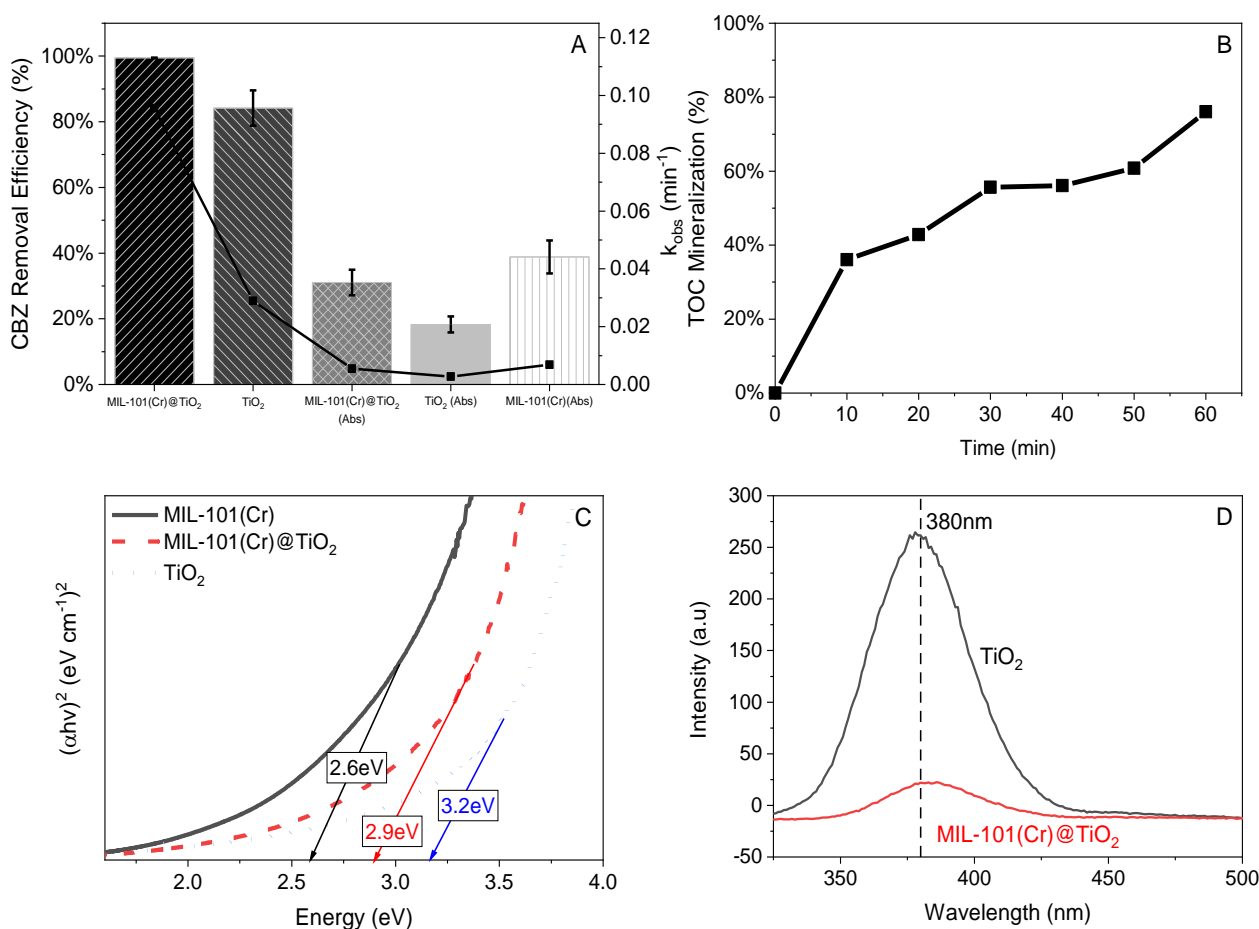 A
CBZ Removal Efficiency (%)
100%
80%
60%
40%
20%
0%
0.12
0.10
0.08
0.06
0.04
0.02
0.00
k_obs (min⁻¹)
MIL-101(Cr)@TiO₂
TiO₂
MIL-101(Cr)@TiO₂
(Abs)
TiO₂ (Abs)
MIL-101(Cr)(Abs)
B
TOC Mineralization (%)
80%
60%
40%
20%
0%
0 10 20 30 40 50 60
Time (min)
C
MIL-101(Cr)
MIL-101(Cr)@TiO₂
TiO₂
(αhν)² (eV cm⁻¹)²
2.6eV
2.9eV
3.2eV
2.0 2.5 3.0 3.5 4.0
Energy (eV)
D
Intensity (a.u)
300
250
200
150
100
50
0
-50
380nm
TiO₂
MIL-101(Cr)@TiO₂
350 400 450 500
Wavelength (nm)